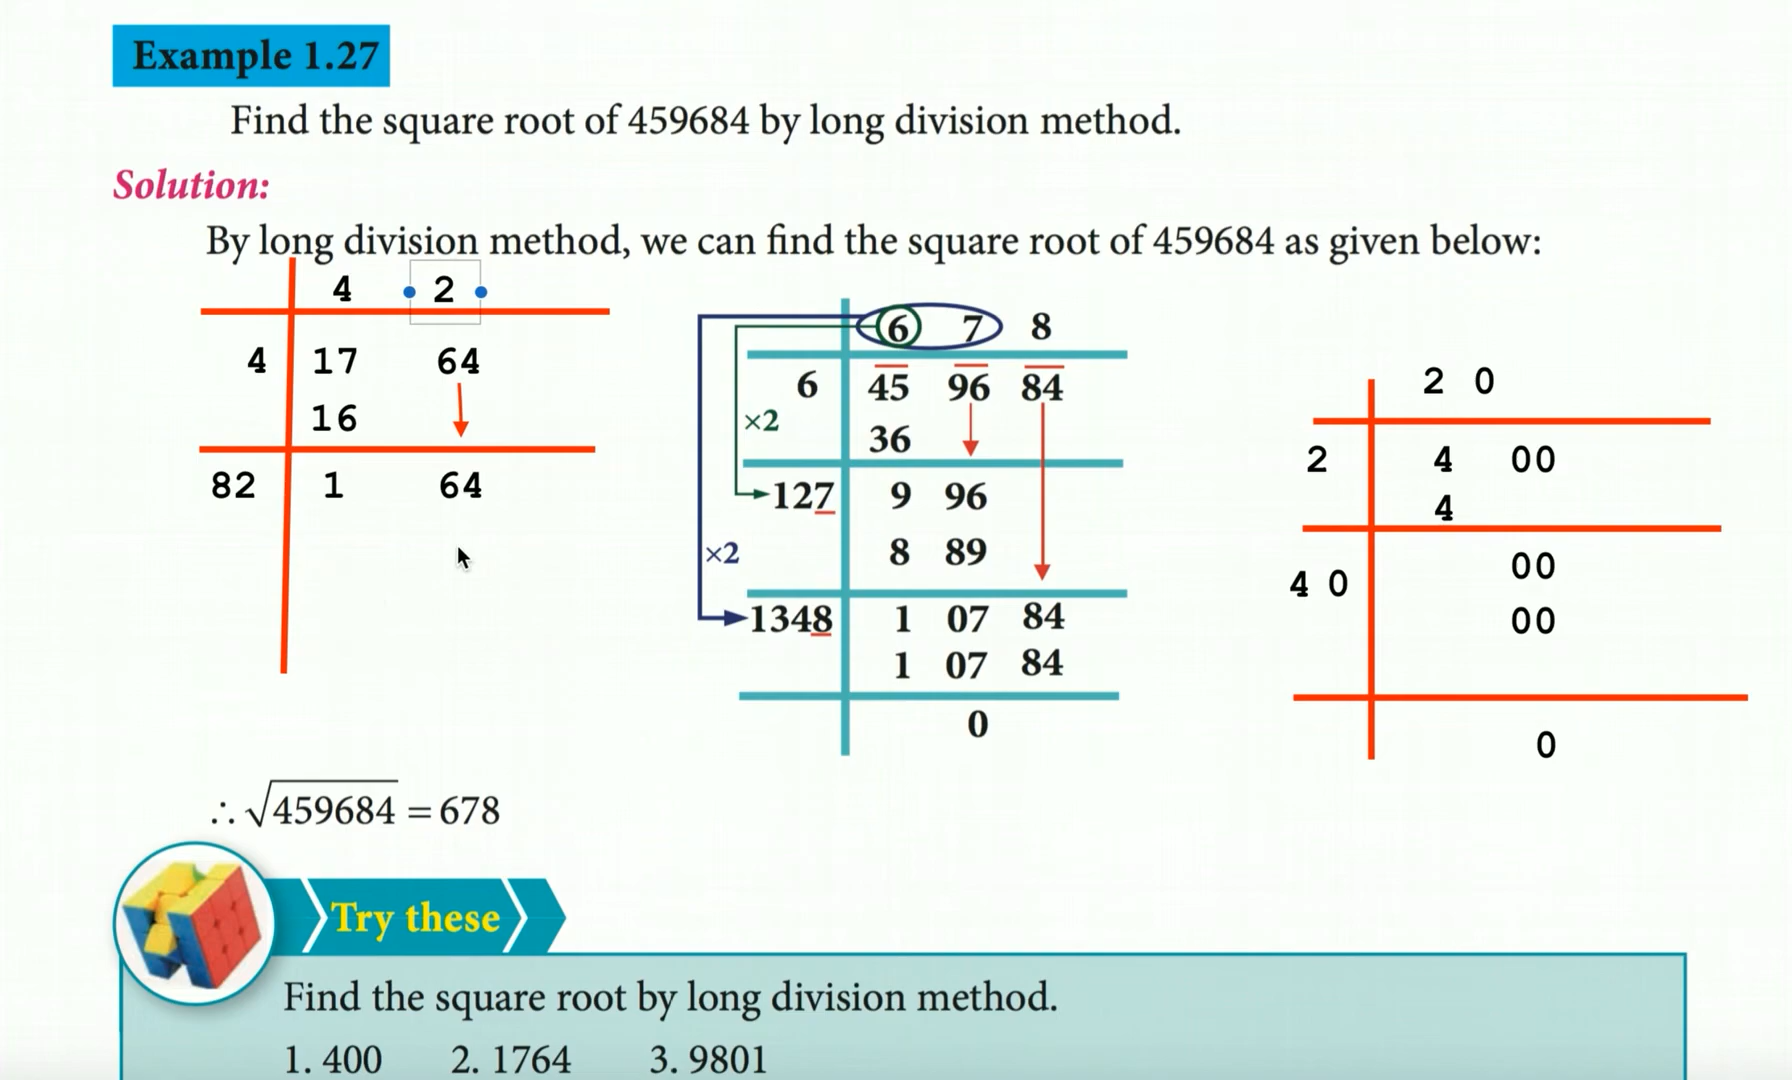 Example 1.27
Find the square root of 459684 by long division method.
Solution:
By long division method, we can find the square root of 459684 as given below:
4 2
4 17 64
16
82 1 64
6 7 8
6 45 96 84
×2
36
127 9 96
×2 8 89
1348 1 07 84
1 07 84
0
2 0
2 4 00
4
00
4 0
00
0
∴ √459684 = 678
Try these
Find the square root by long division method.
1. 400 2. 1764 3. 9801